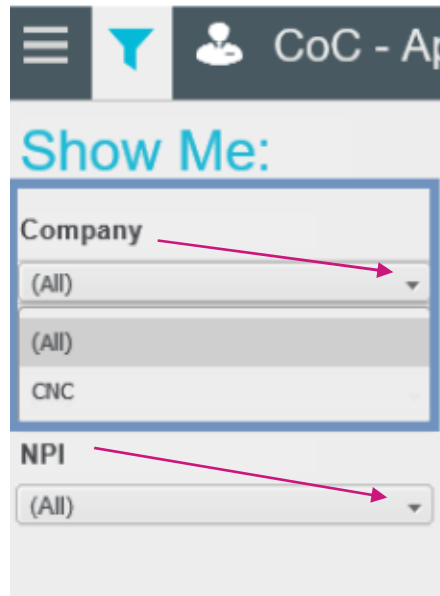 CoC - Ap
Show Me:
Company
(All)
(All)
CNC
NPI
(All)